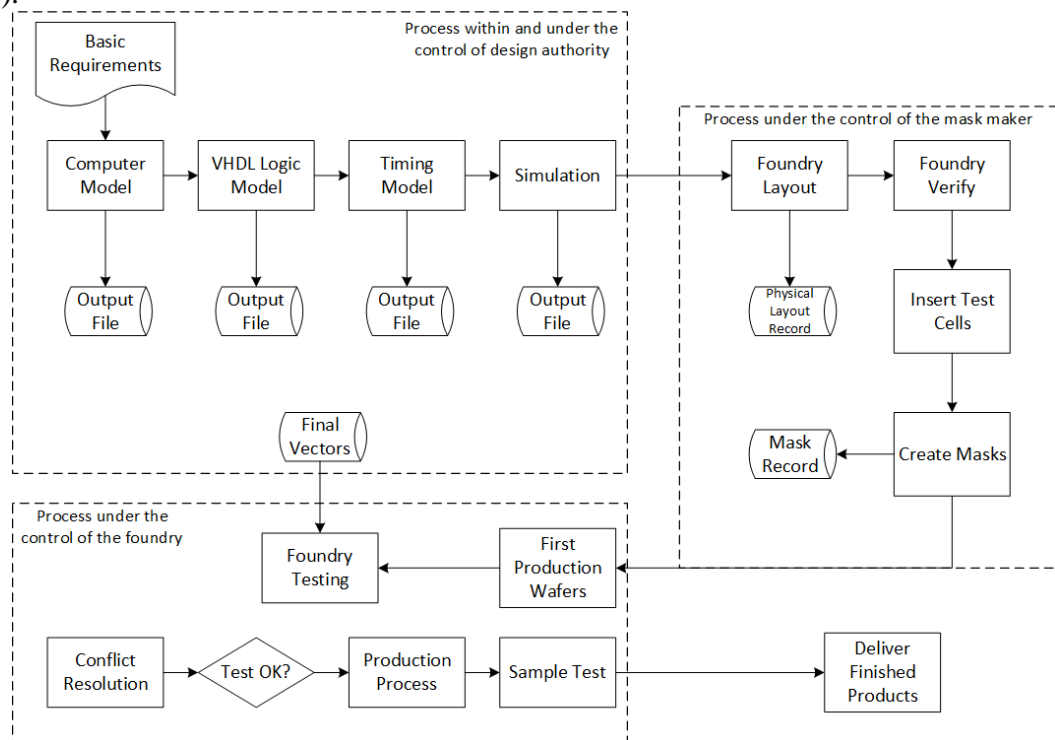 ).
Process within and under the
control of design authority
Basic
Requirements
Process under the control of the mask maker
Computer
Model
VHDL Logic
Model
Timing
Model
Simulation
Foundry
Layout
Foundry
Verify
Output
File
Output
File
Output
File
Output
File
Physical
Layout
Record
Insert Test
Cells
Final
Vectors
Mask
Record
Create Masks
Process under the
control of the foundry
Foundry
Testing
First
Production
Wafers
Conflict
Resolution
Test OK?
Production
Process
Sample Test
Deliver
Finished
Products